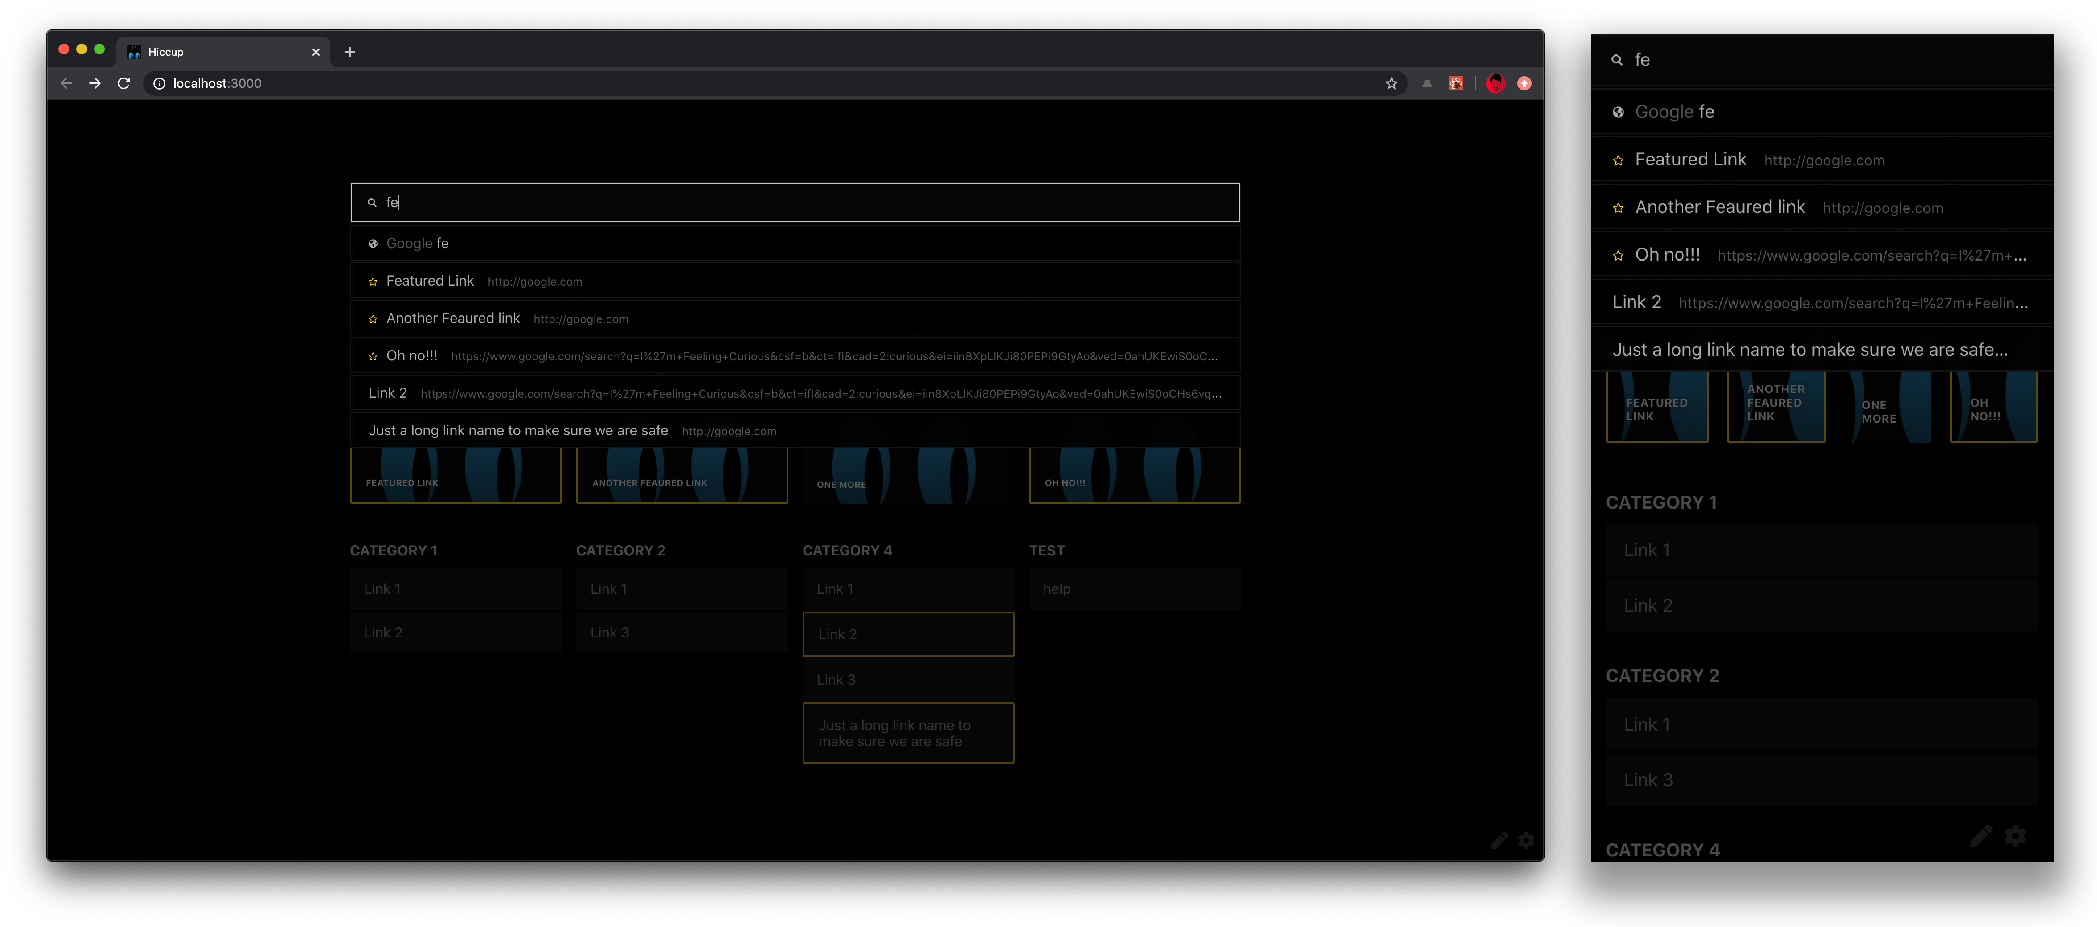 Hiccup
localhost:3000
fe
Google fe
Featured Link http://google.com
Another Feaured link http://google.com
Oh no!!! https://www.google.com/search?q=I%27m+Feeling+Curious&csf=b&ct=ifl&cad=2:curious&ei=iin8XpLlKJi80PEPi9GtyAo&ved=0ahUKEwiS0oC...
Link 2 https://www.google.com/search?q=I%27m+Feeling+Curious&csf=b&ct=ifl&cad=2:curious&ei=iin8XpLlKJi80PEPi9GtyAo&ved=0ahUKEwiS0oCHs6vq...
Just a long link name to make sure we are safe http://google.com
FEATURED LINK
ANOTHER FEAURED LINK
ONE MORE
OH NO!!!
CATEGORY 1
Link 1
Link 2
CATEGORY 2
Link 1
Link 3
CATEGORY 4
Link 1
Link 2
Link 3
Just a long link name to
make sure we are safe
TEST
help
fe
Google fe
Featured Link http://google.com
Another Feaured link http://google.com
Oh no!!! https://www.google.com/search?q=I%27m+...
Link 2 https://www.google.com/search?q=I%27m+Feelin...
Just a long link name to make sure we are safe...
FEATURED
LINK
ANOTHER
FEAURED
LINK
ONE
MORE
OH
NO!!!
CATEGORY 1
Link 1
Link 2
CATEGORY 2
Link 1
Link 3
CATEGORY 4